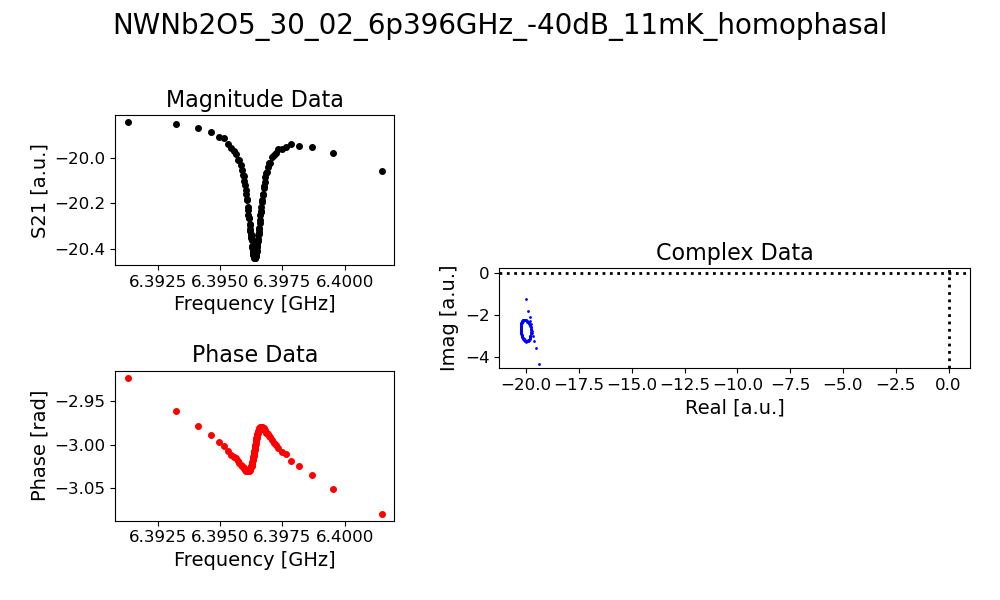 NWNb2O5_30_02_6p396GHz_-40dB_11mK_homophasal
Magnitude Data
S21 [a.u.]
−20.0
−20.2
−20.4
6.3925 6.3950 6.3975 6.4000
Frequency [GHz]
Phase Data
Phase [rad]
−2.95
−3.00
−3.05
6.3925 6.3950 6.3975 6.4000
Frequency [GHz]
Complex Data
Imag [a.u.]
0
−2
−4
−20.0 −17.5 −15.0 −12.5 −10.0 −7.5 −5.0 −2.5 0.0
Real [a.u.]